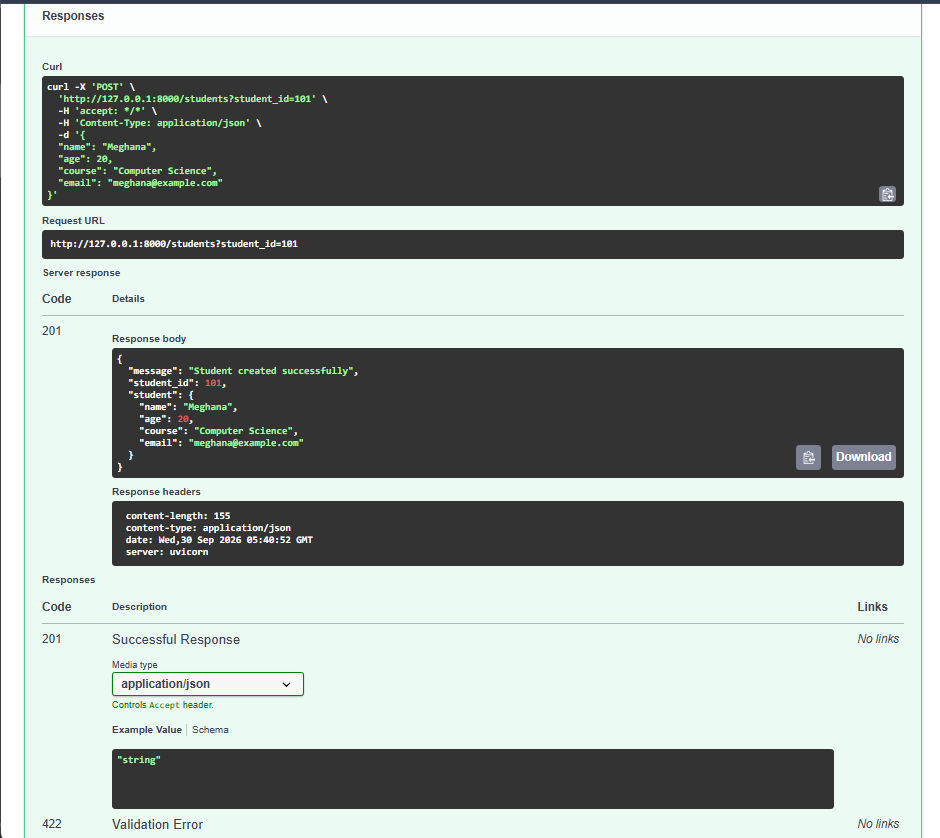 Responses
Curl
curl -X 'POST' \
  'http://127.0.0.1:8000/students?student_id=101' \
  -H 'accept: */*' \
  -H 'Content-Type: application/json' \
  -d '{
  "name": "Meghana",
  "age": 20,
  "course": "Computer Science",
  "email": "meghana@example.com"
}'
Request URL
http://127.0.0.1:8000/students?student_id=101
Server response
Code Details
201
Response body
{
  "message": "Student created successfully",
  "student_id": 101,
  "student": {
    "name": "Meghana",
    "age": 20,
    "course": "Computer Science",
    "email": "meghana@example.com"
  }
}
Download
Response headers
content-length: 155
content-type: application/json
date: Wed,30 Sep 2026 05:40:52 GMT
server: uvicorn
Responses
Code Description Links
201 Successful Response No links
Media type
application/json
Controls Accept header.
Example Value Schema
"string"
422 Validation Error No links